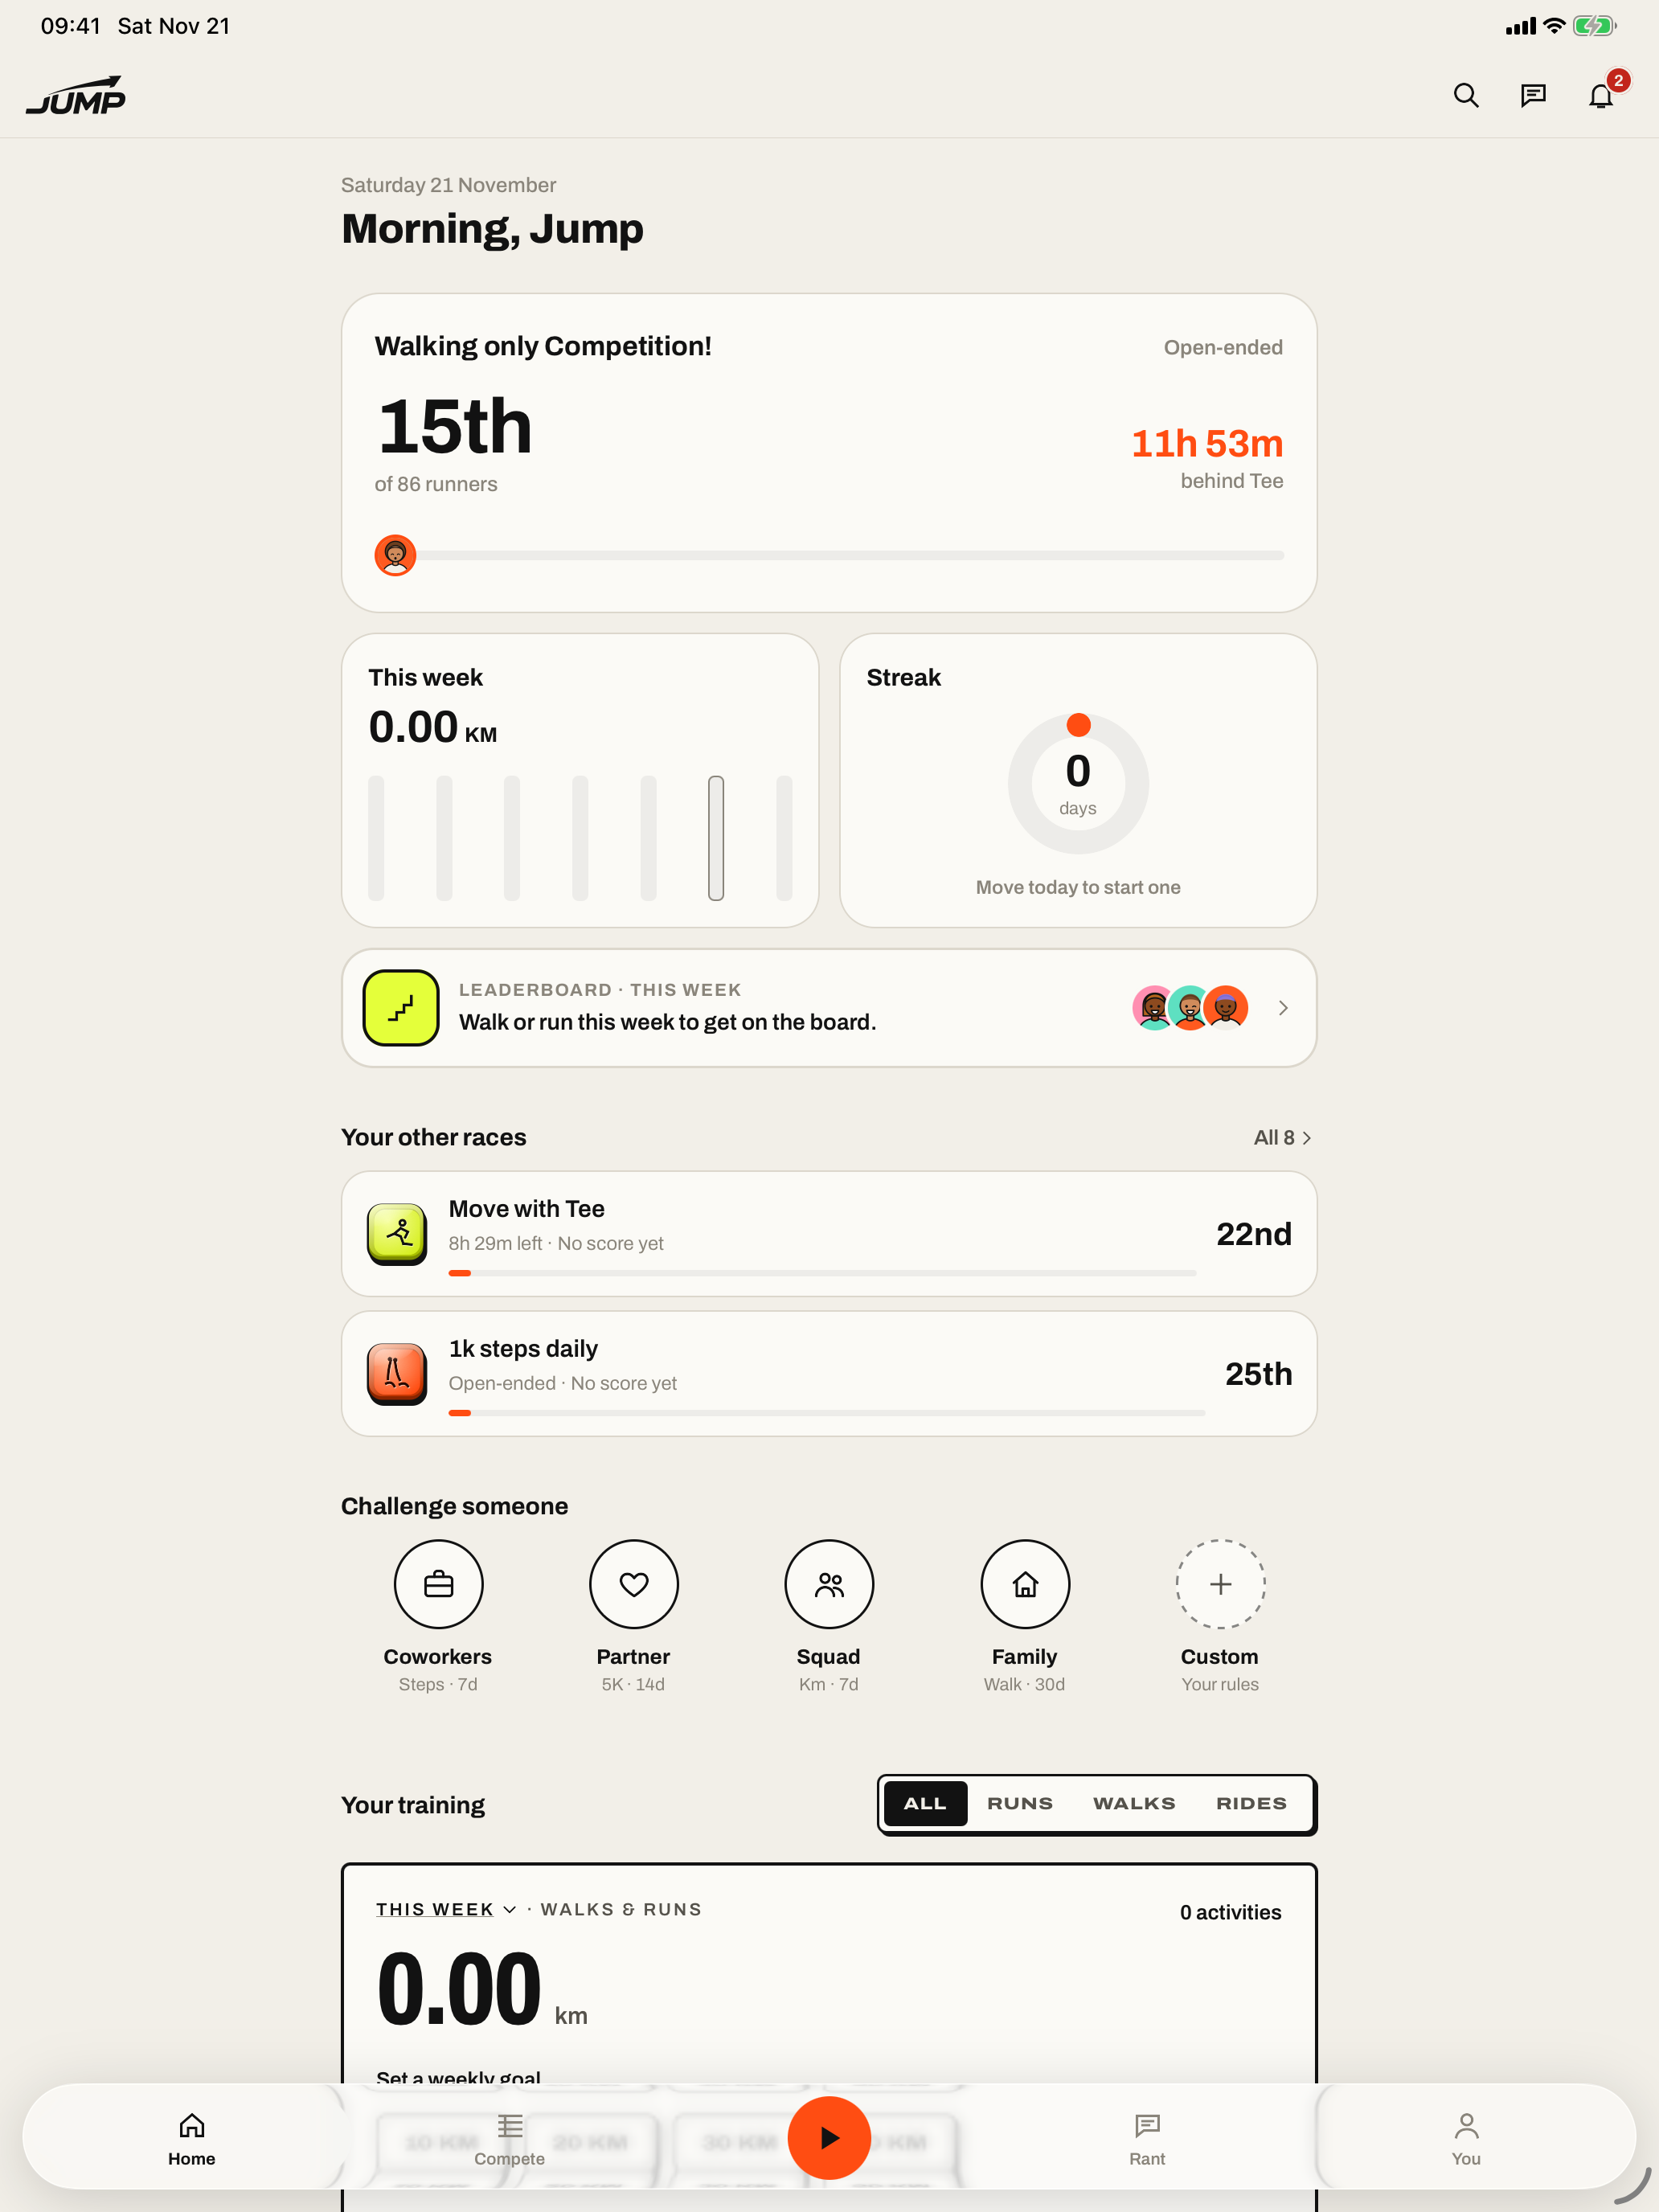 09:41 Sat Nov 21
JUMP
2
Saturday 21 November
Morning, Jump
Walking only Competition!
Open-ended
15th
11h 53m
of 86 runners
behind Tee
This week
0.00 KM
Streak
0
days
Move today to start one
LEADERBOARD · THIS WEEK
Walk or run this week to get on the board.
Your other races
All 8
Move with Tee
8h 29m left · No score yet
22nd
1k steps daily
Open-ended · No score yet
25th
Challenge someone
Coworkers
Steps · 7d
Partner
5K · 14d
Squad
Km · 7d
Family
Walk · 30d
Custom
Your rules
Your training
ALL RUNS WALKS RIDES
THIS WEEK · WALKS & RUNS
0 activities
0.00 km
Set a weekly goal
10 KM 20 KM 30 KM
Home Compete Rant You